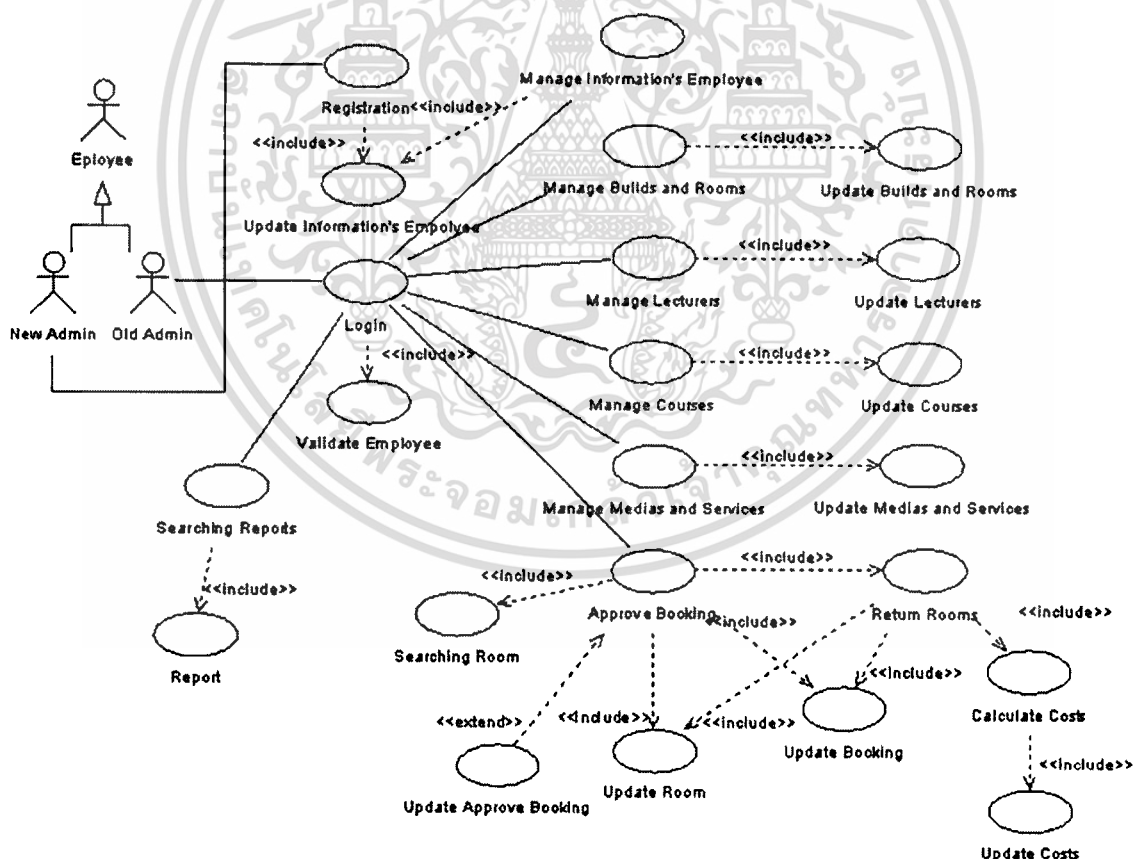 Manage Information's Employee
Registration
<<include>>
<<include>>
Eployee
<<include>>
Manage Builds and Rooms
Update Builds and Rooms
Update Information's Empolyee
<<include>>
Manage Lecturers
Update Lecturers
New Admin
Old Admin
Login
<<include>>
<<include>>
Manage Courses
Update Courses
Validate Employee
<<include>>
Manage Medias and Services
Update Medias and Services
Searching Reports
<<include>>
<<include>>
<<include>>
Approve Booking
<<include>>
Return Rooms
<<include>>
Searching Room
Report
<<include>>
<<extend>>
<<include>>
<<include>>
Calculate Costs
Update Booking
<<include>>
Update Approve Booking
Update Room
Update Costs